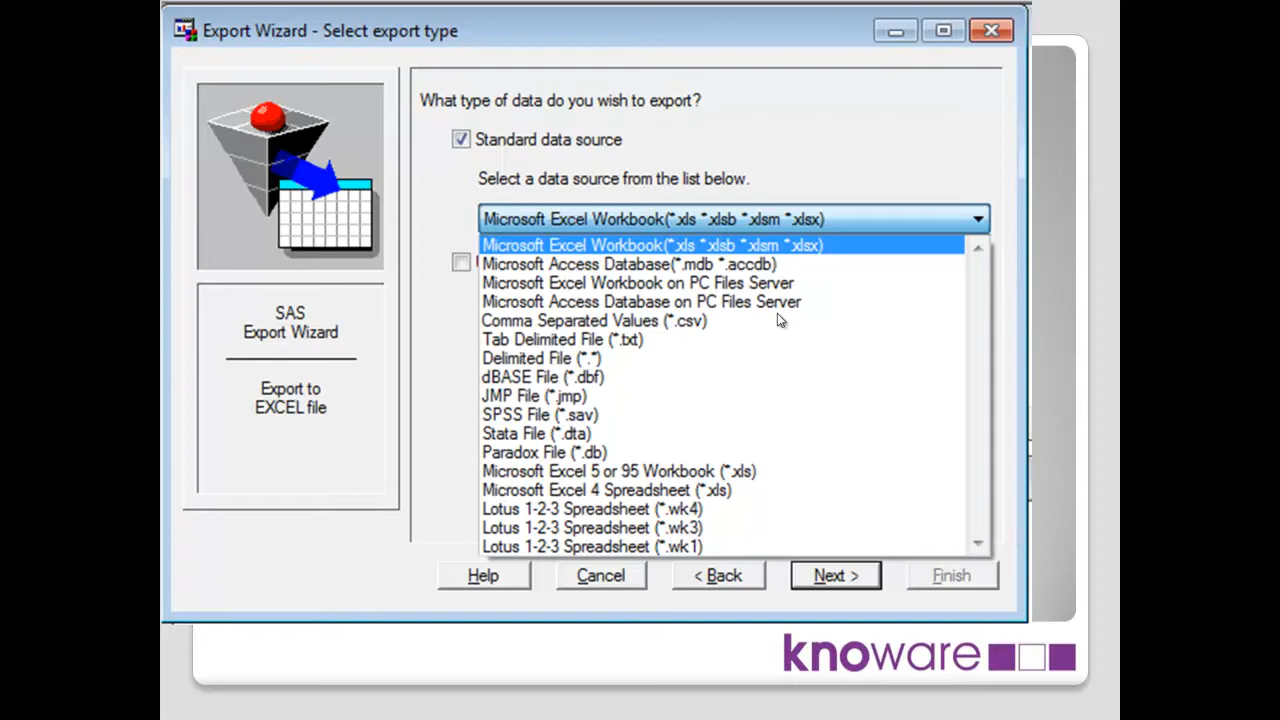 Export Wizard - Select export type
What type of data do you wish to export?
Standard data source
Select a data source from the list below.
Microsoft Excel Workbook(*.xls *.xlsb *.xlsm *.xlsx)
Microsoft Excel Workbook(*.xls *.xlsb *.xlsm *.xlsx)
Microsoft Access Database(*.mdb *.accdb)
Microsoft Excel Workbook on PC Files Server
Microsoft Access Database on PC Files Server
Comma Separated Values (*.csv)
Tab Delimited File (*.txt)
Delimited File (*.*)
dBASE File (*.dbf)
JMP File (*.jmp)
SPSS File (*.sav)
Stata File (*.dta)
Paradox File (*.db)
Microsoft Excel 5 or 95 Workbook (*.xls)
Microsoft Excel 4 Spreadsheet (*.xls)
Lotus 1-2-3 Spreadsheet (*.wk4)
Lotus 1-2-3 Spreadsheet (*.wk3)
Lotus 1-2-3 Spreadsheet (*.wk1)
SAS
Export Wizard
Export to
EXCEL file
Help
Cancel
< Back
Next >
Finish
knoware